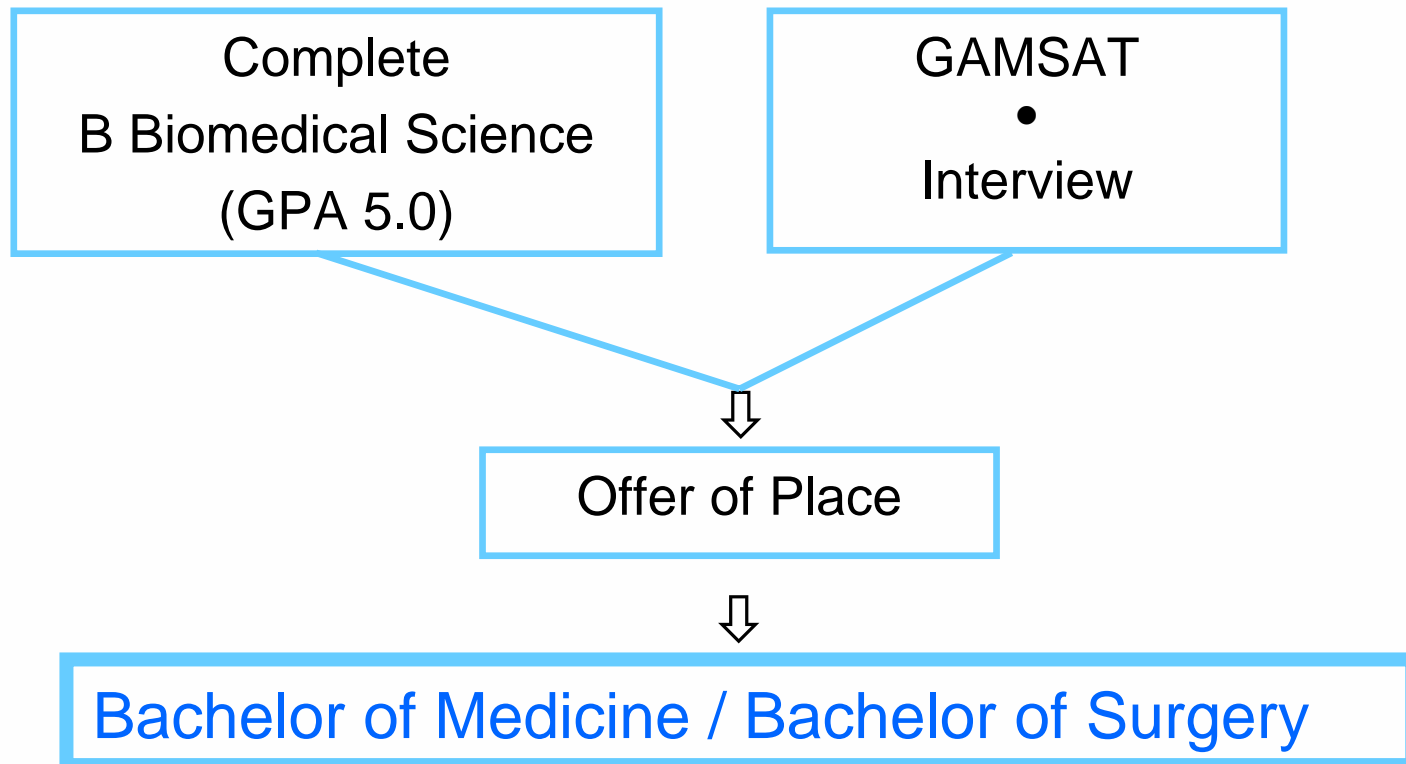 Complete
B Biomedical Science
(GPA 5.0)
GAMSAT
•
Interview
Offer of Place
Bachelor of Medicine / Bachelor of Surgery